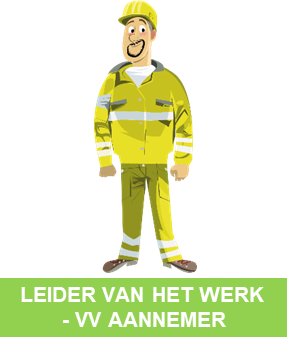 LEIDER VAN HET WERK
- VV AANNEMER